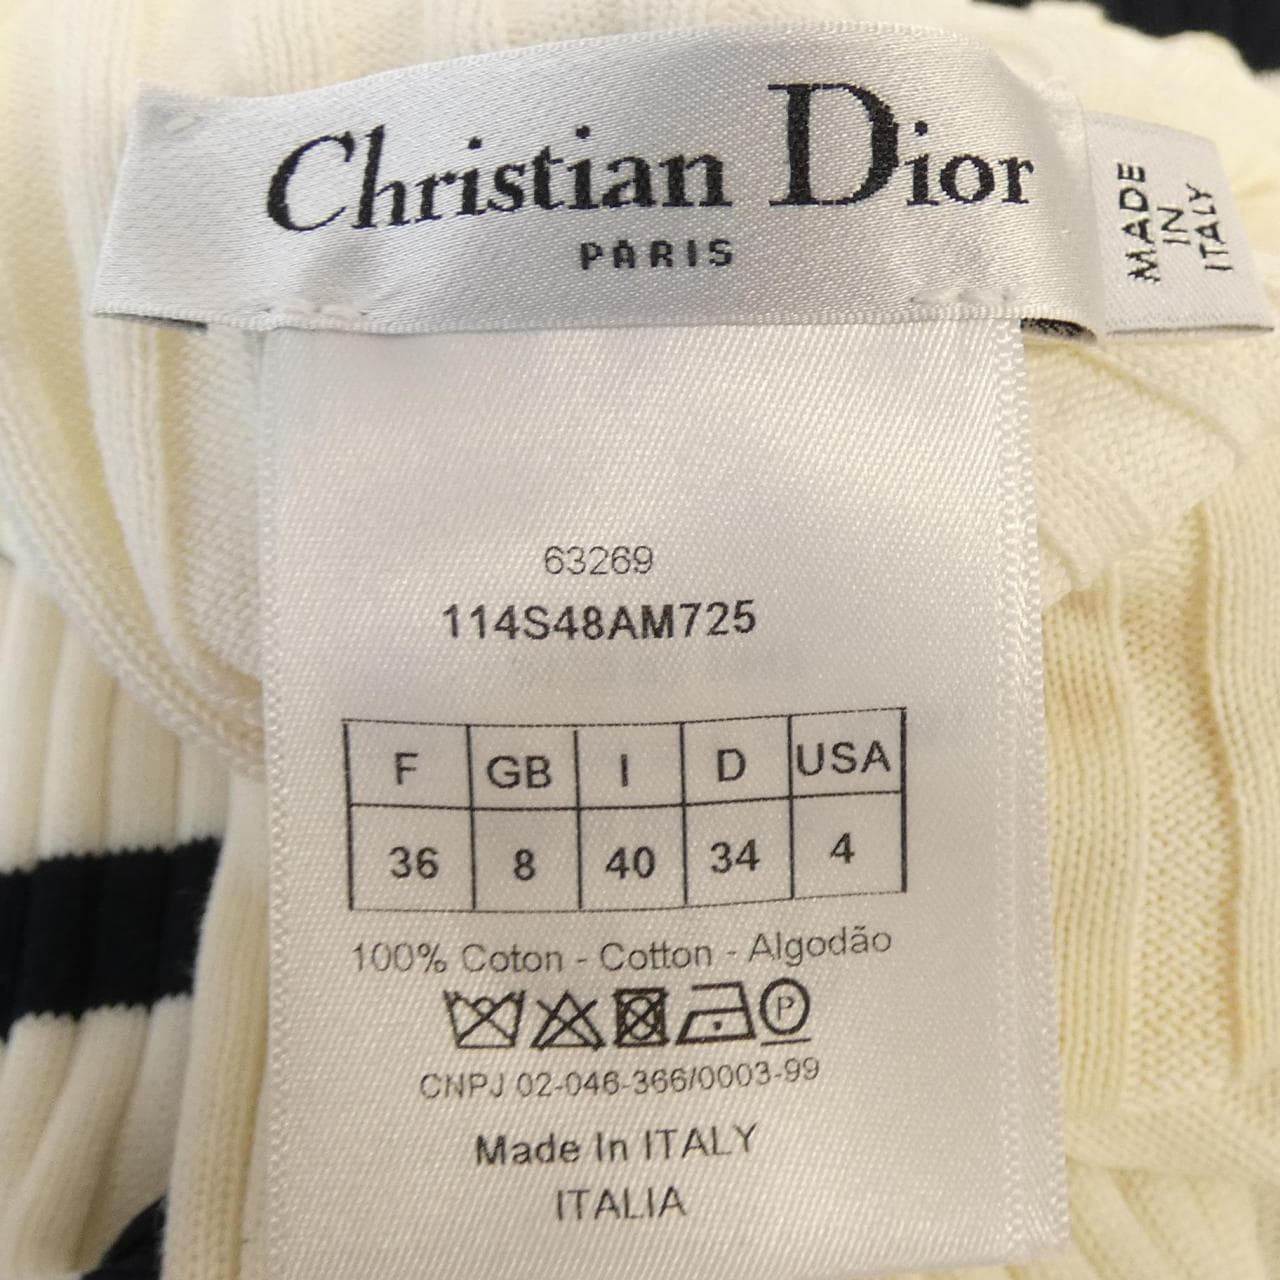 Christian Dior
PARIS
MADE
IN
ITALY
63269
114S48AM725
F GB I D USA
36 8 40 34 4
100% Coton - Cotton - Algodão
P
CNPJ 02-046-366/0003-99
Made In ITALY
ITALIA